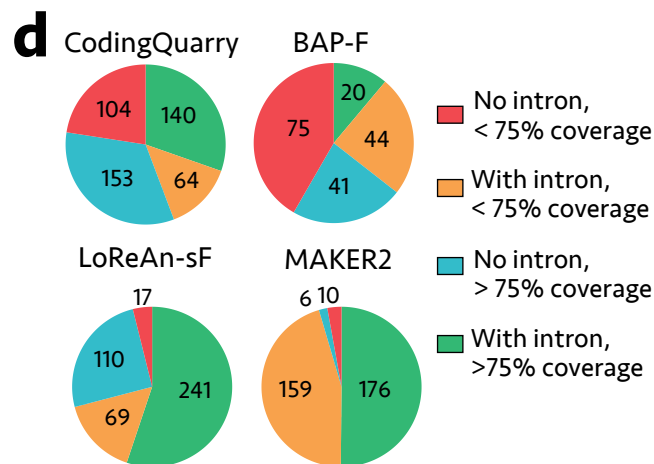 d
CodingQuarry
BAP-F
104
140
153
64
20
75
44
41
No intron,
< 75% coverage
With intron,
< 75% coverage
No intron,
> 75% coverage
With intron,
>75% coverage
LoReAn-sF
MAKER2
17
110
241
69
6
10
159
176